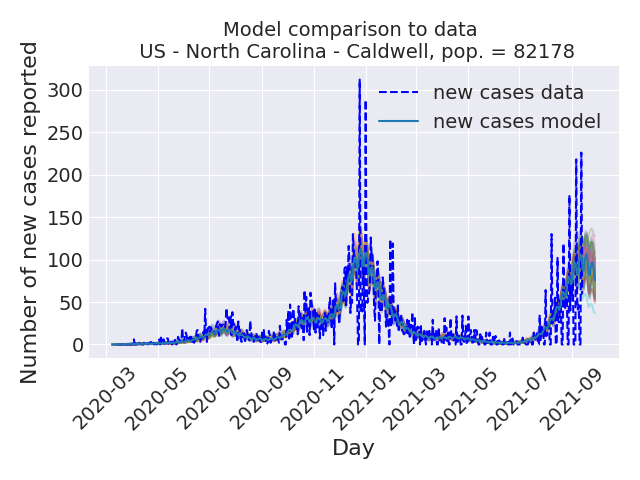 Model comparison to data
US - North Carolina - Caldwell, pop. = 82178
Number of new cases reported
300
250
200
150
100
50
0
new cases data
new cases model
2020-03
2020-05
2020-07
2020-09
2020-11
2021-01
2021-03
2021-05
2021-07
2021-09
Day